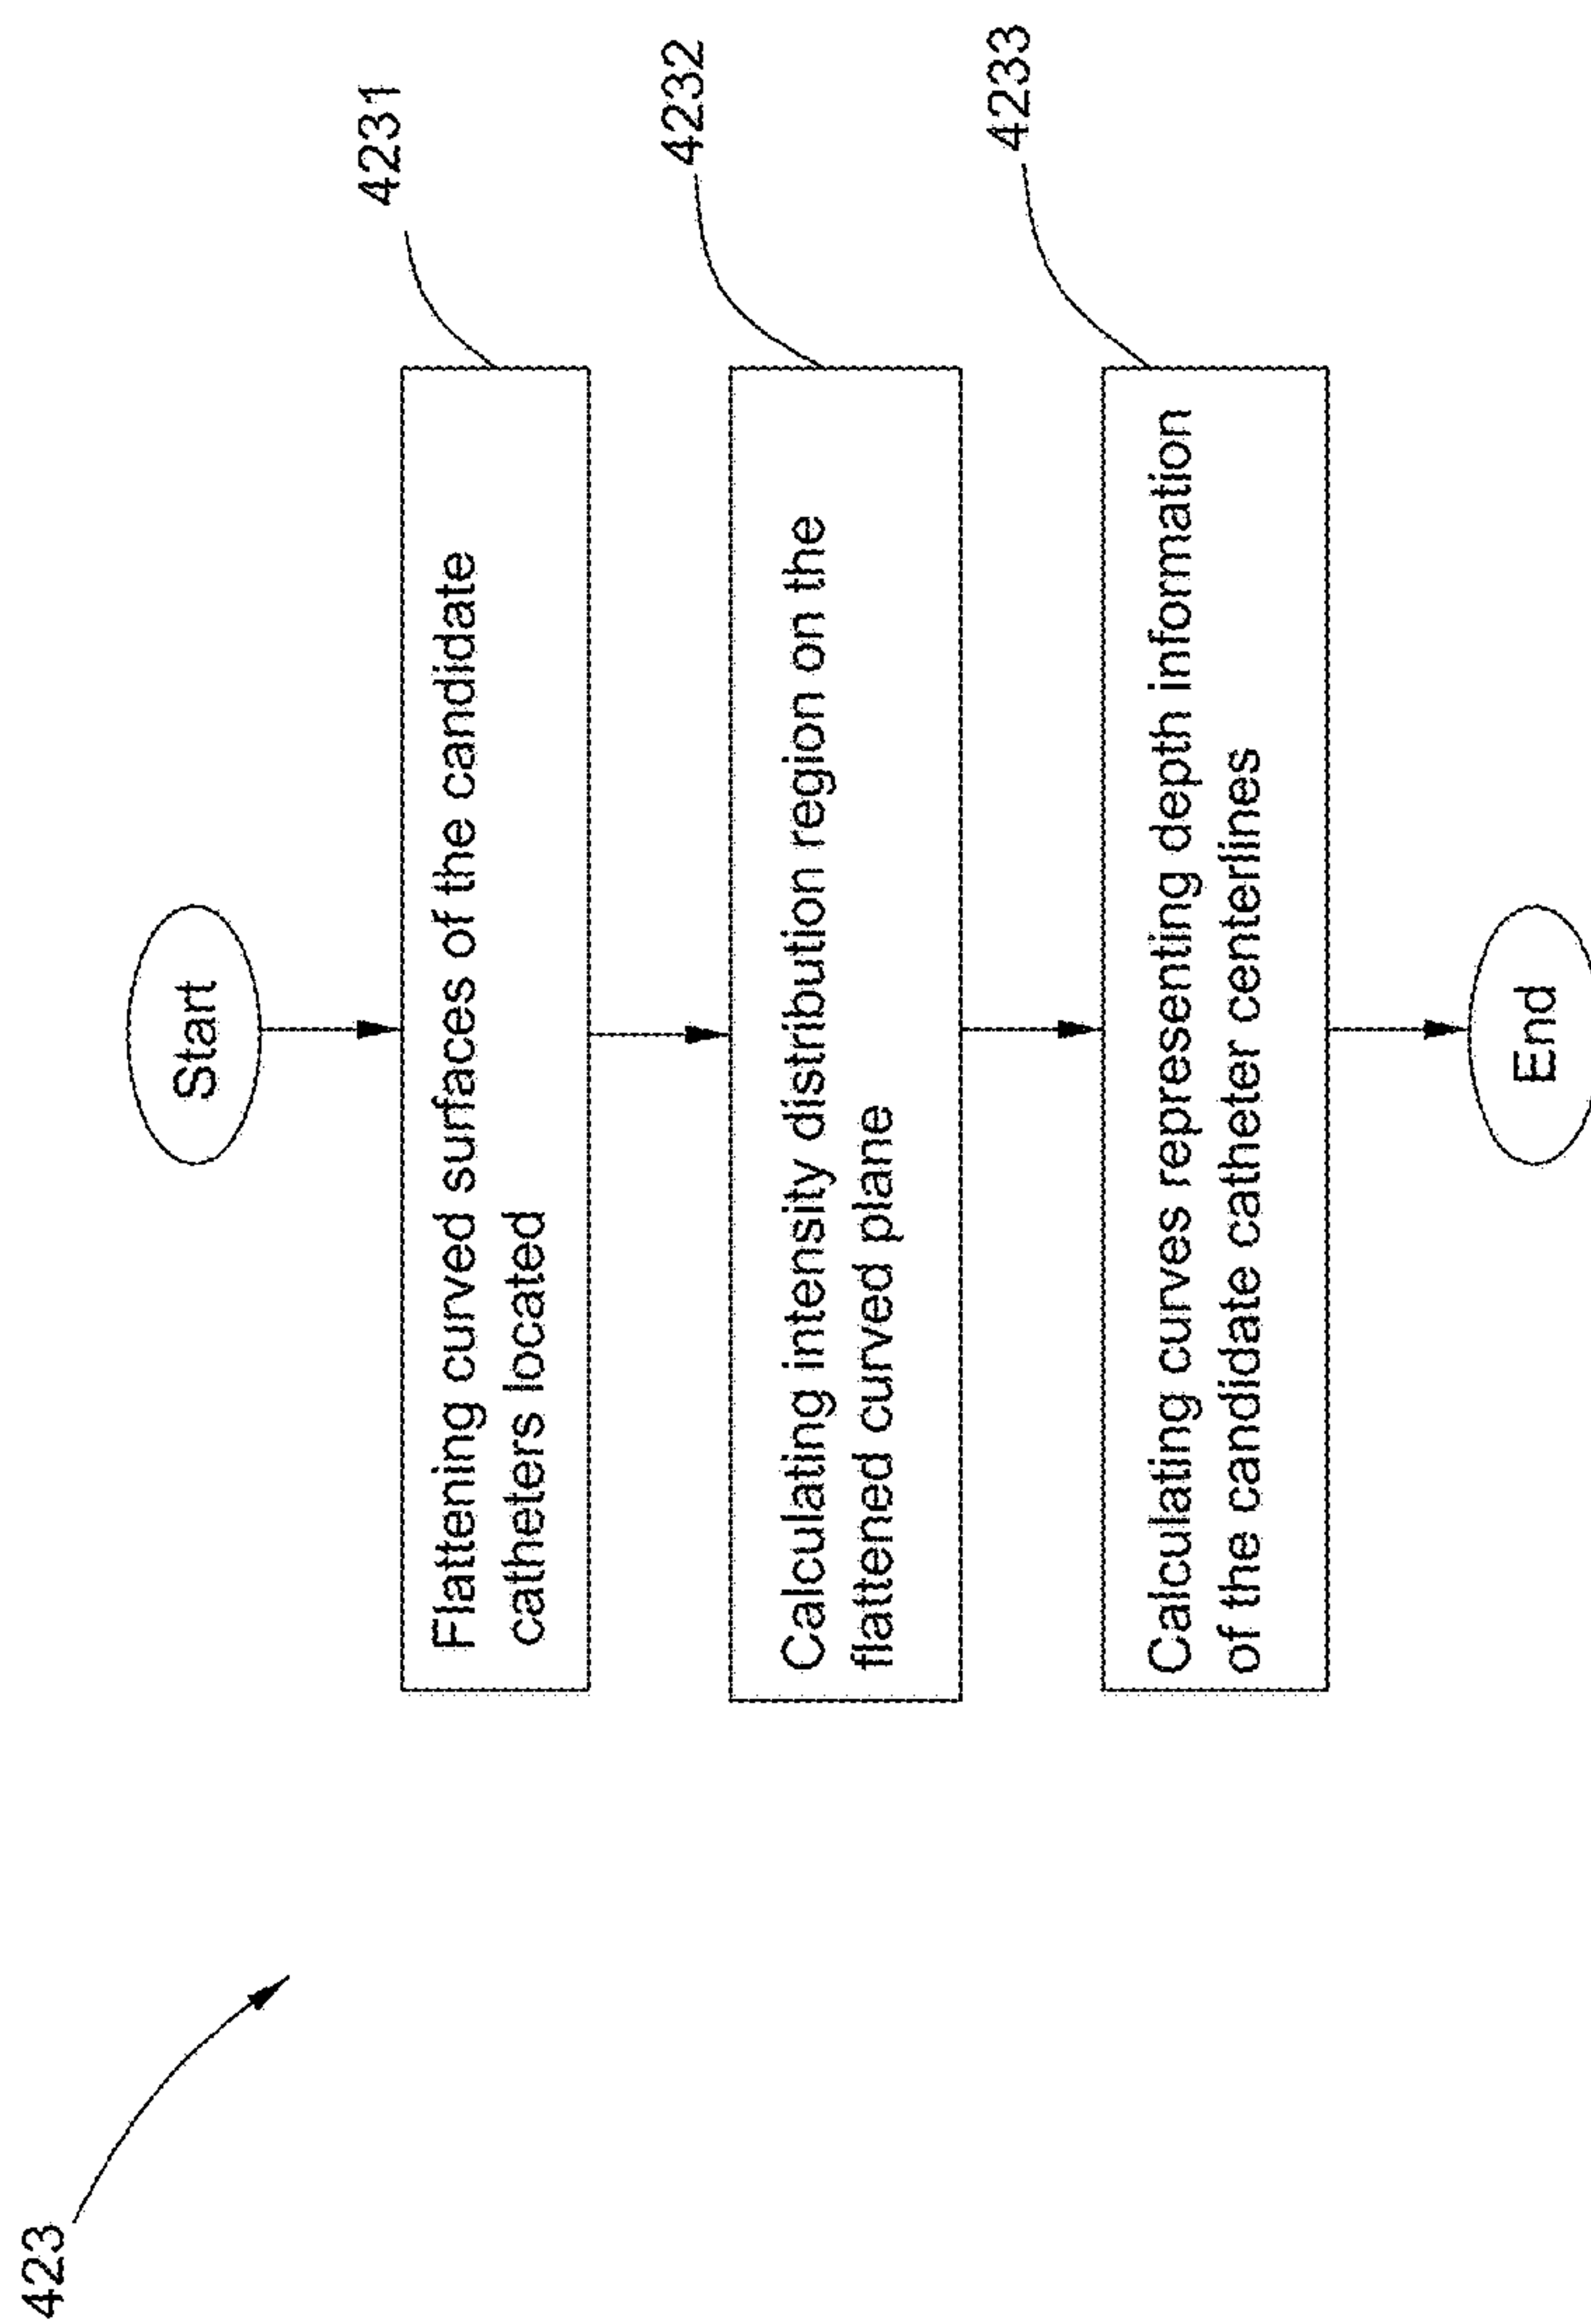 423
Start
4231
Flattening curved surfaces of the candidate
catheters located
4232
Calculating intensity distribution region on the
flattened curved plane
4233
Calculating curves representing depth information
of the candidate catheter centerlines
End